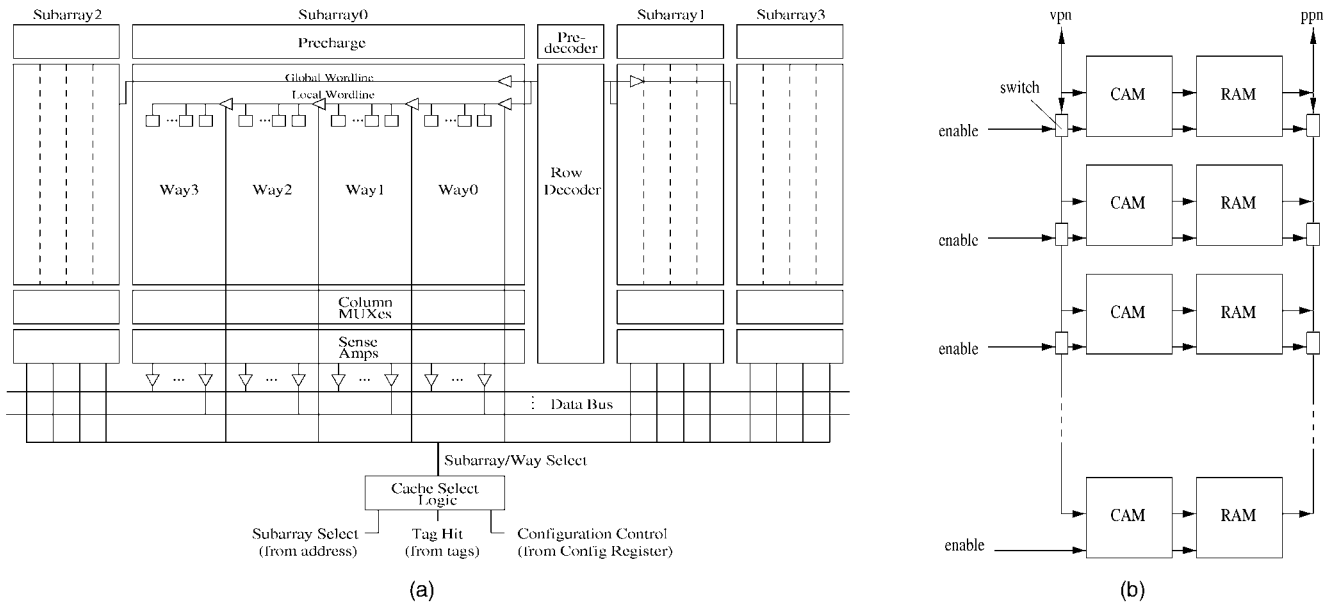 Subarray2 Subarray0 Subarray1 Subarray3
Precharge
Pre-
decoder
Global Wordline
Local Wordline
... ... ... ...
Way3 Way2 Way1 Way0
Row
Decoder
Column
MUXes
Sense
Amps
... ... ... ...
Data Bus
Subarray/Way Select
Cache Select
Logic
Subarray Select
(from address)
Tag Hit
(from tags)
Configuration Control
(from Config Register)
(a)
vpn ppn
switch
CAM RAM
enable
CAM RAM
enable
CAM RAM
enable
CAM RAM
enable
(b)